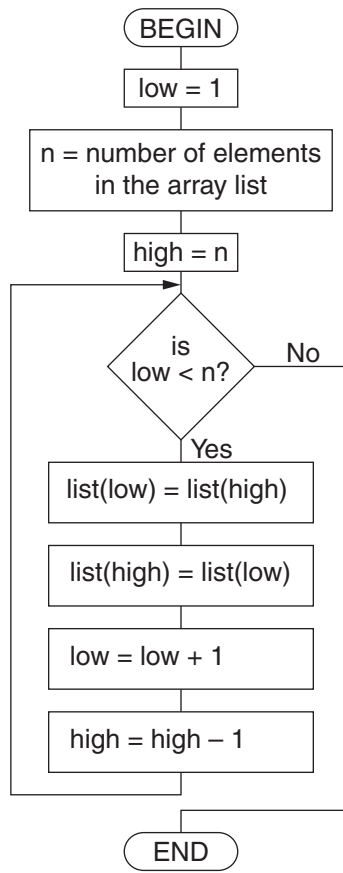 BEGIN
low = 1
n = number of elements
in the array list
high = n
is
low < n?
No
Yes
list(low) = list(high)
list(high) = list(low)
low = low + 1
high = high – 1
END